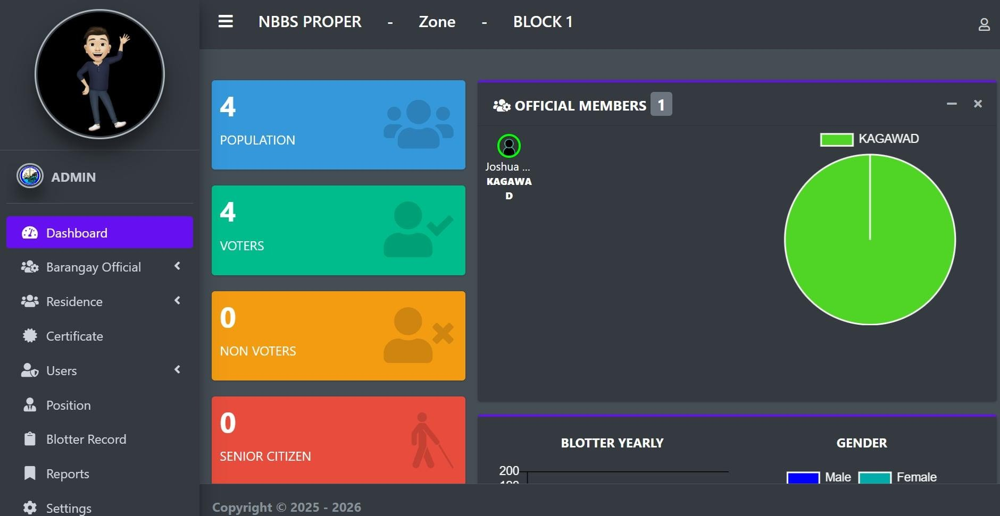 NBBS PROPER - Zone - BLOCK 1
ADMIN
Dashboard
Barangay Official
Residence
Certificate
Users
Position
Blotter Record
Reports
Settings
4
POPULATION
4
VOTERS
0
NON VOTERS
0
SENIOR CITIZEN
OFFICIAL MEMBERS 1
Joshua ...
KAGAWA
D
KAGAWAD
BLOTTER YEARLY
200
GENDER
Male Female
Copyright © 2025 - 2026